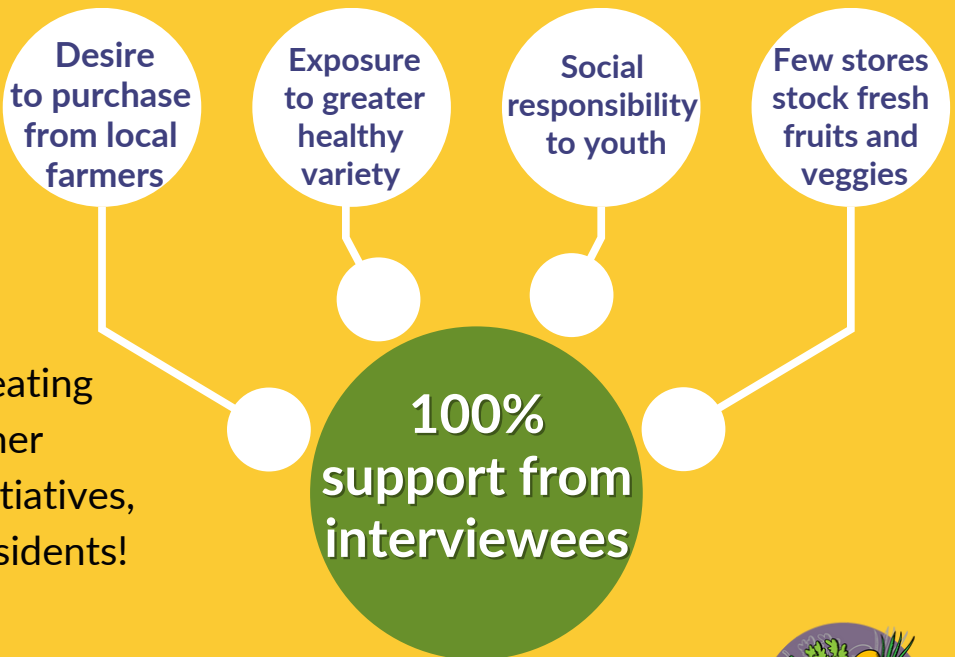 Desire
to purchase
from local
farmers
Exposure
to greater
healthy
variety
Social
responsibility
to youth
Few stores
stock fresh
fruits and
veggies
eating
her
tiatives,
sidents!
100%
support from
interviewees